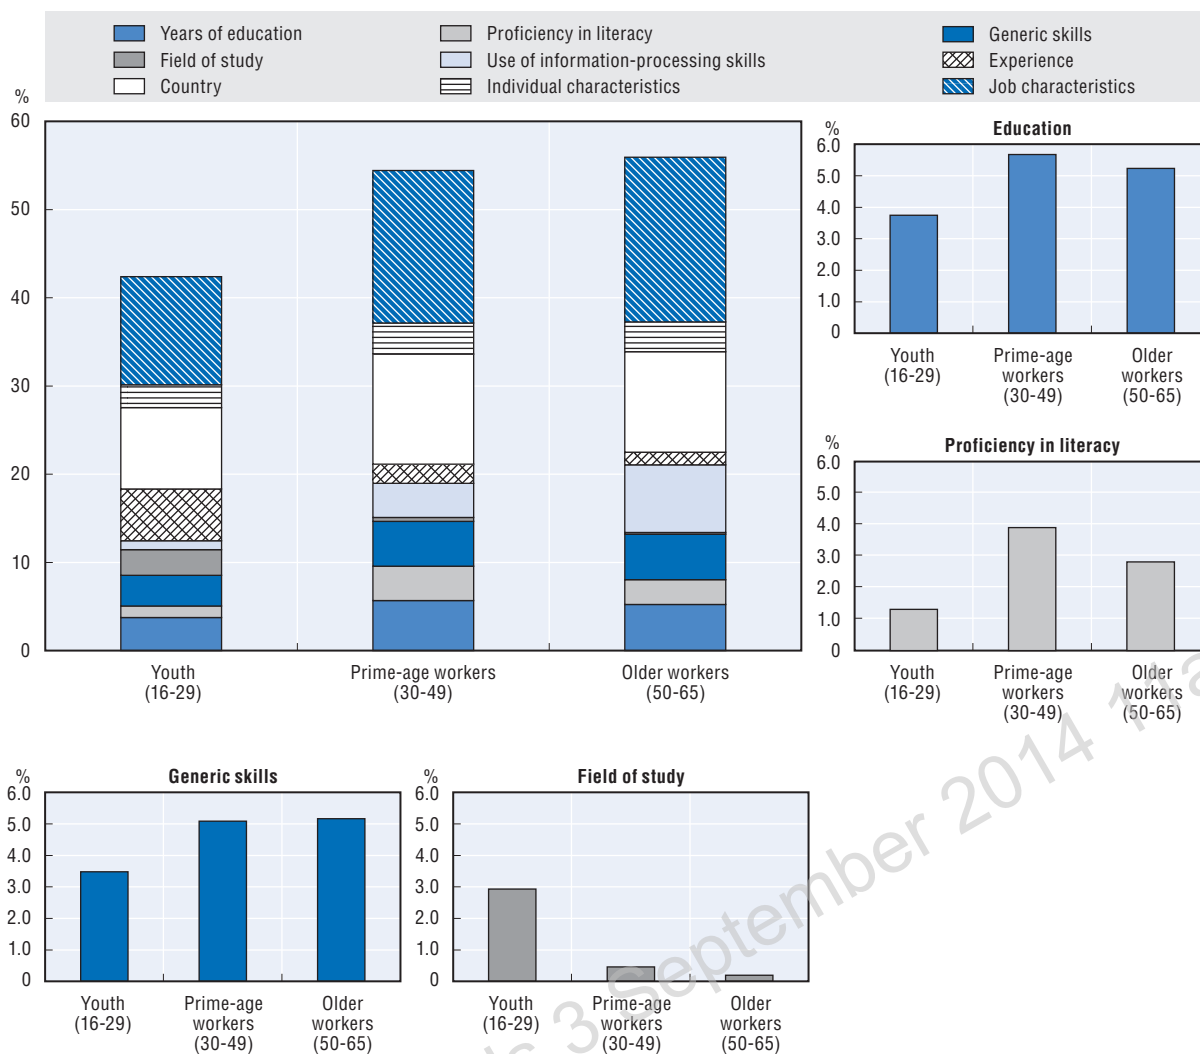 Years of education
Proficiency in literacy
Generic skills
Field of study
Use of information-processing skills
Experience
Country
Individual characteristics
Job characteristics
%
60
50
40
30
20
10
0
Youth
(16-29)
Prime-age workers
(30-49)
Older workers
(50-65)
%
Education
6.0
5.0
4.0
3.0
2.0
1.0
0
Youth
(16-29)
Prime-age
workers
(30-49)
Older
workers
(50-65)
%
Proficiency in literacy
6.0
5.0
4.0
3.0
2.0
1.0
0
Youth
(16-29)
Prime-age
workers
(30-49)
Older
workers
(50-65)
%
Generic skills
6.0
5.0
4.0
3.0
2.0
1.0
0
Youth
(16-29)
Prime-age
workers
(30-49)
Older
workers
(50-65)
%
Field of study
6.0
5.0
4.0
3.0
2.0
1.0
0
Youth
(16-29)
Prime-age
workers
(30-49)
Older
workers
(50-65)
3 September 2014 11a